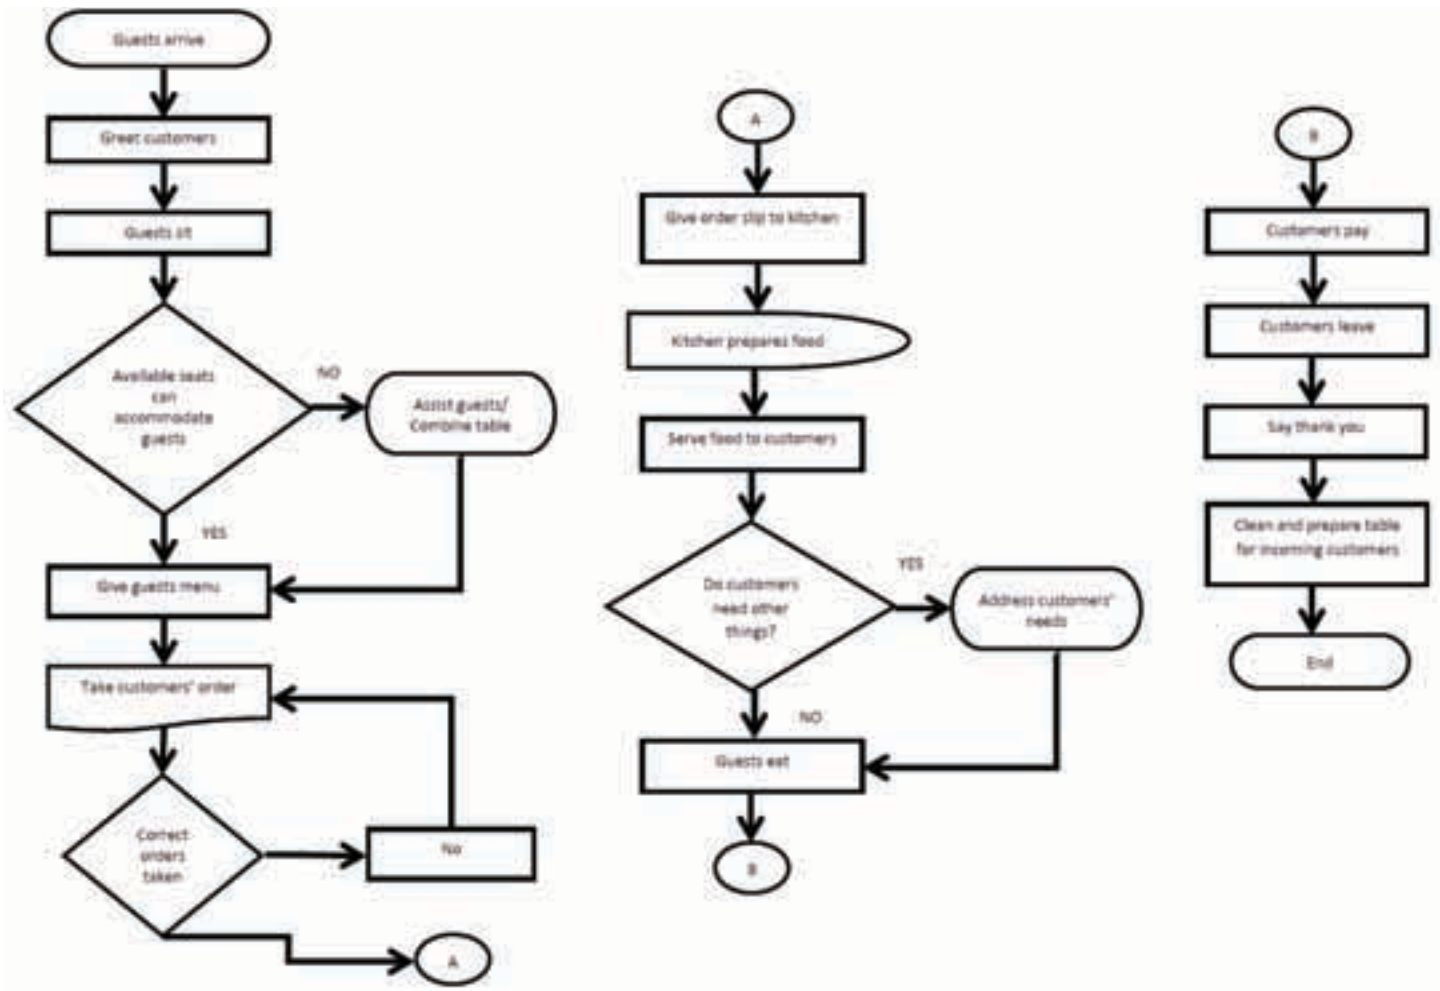 Guests arrive
Greet customers
Guests sit
Available seats
can
accommodate
guests
NO
Assist guests/
Combine table
YES
Give guests menu
Take customers' order
Correct
orders
taken
No
A
A
Give order slip to kitchen
Kitchen prepares food
Serve food to customers
Do customers
need other
things?
YES
Address customers'
needs
NO
Guests eat
B
B
Customers pay
Customers leave
Say thank you
Clean and prepare table
for incoming customers
End